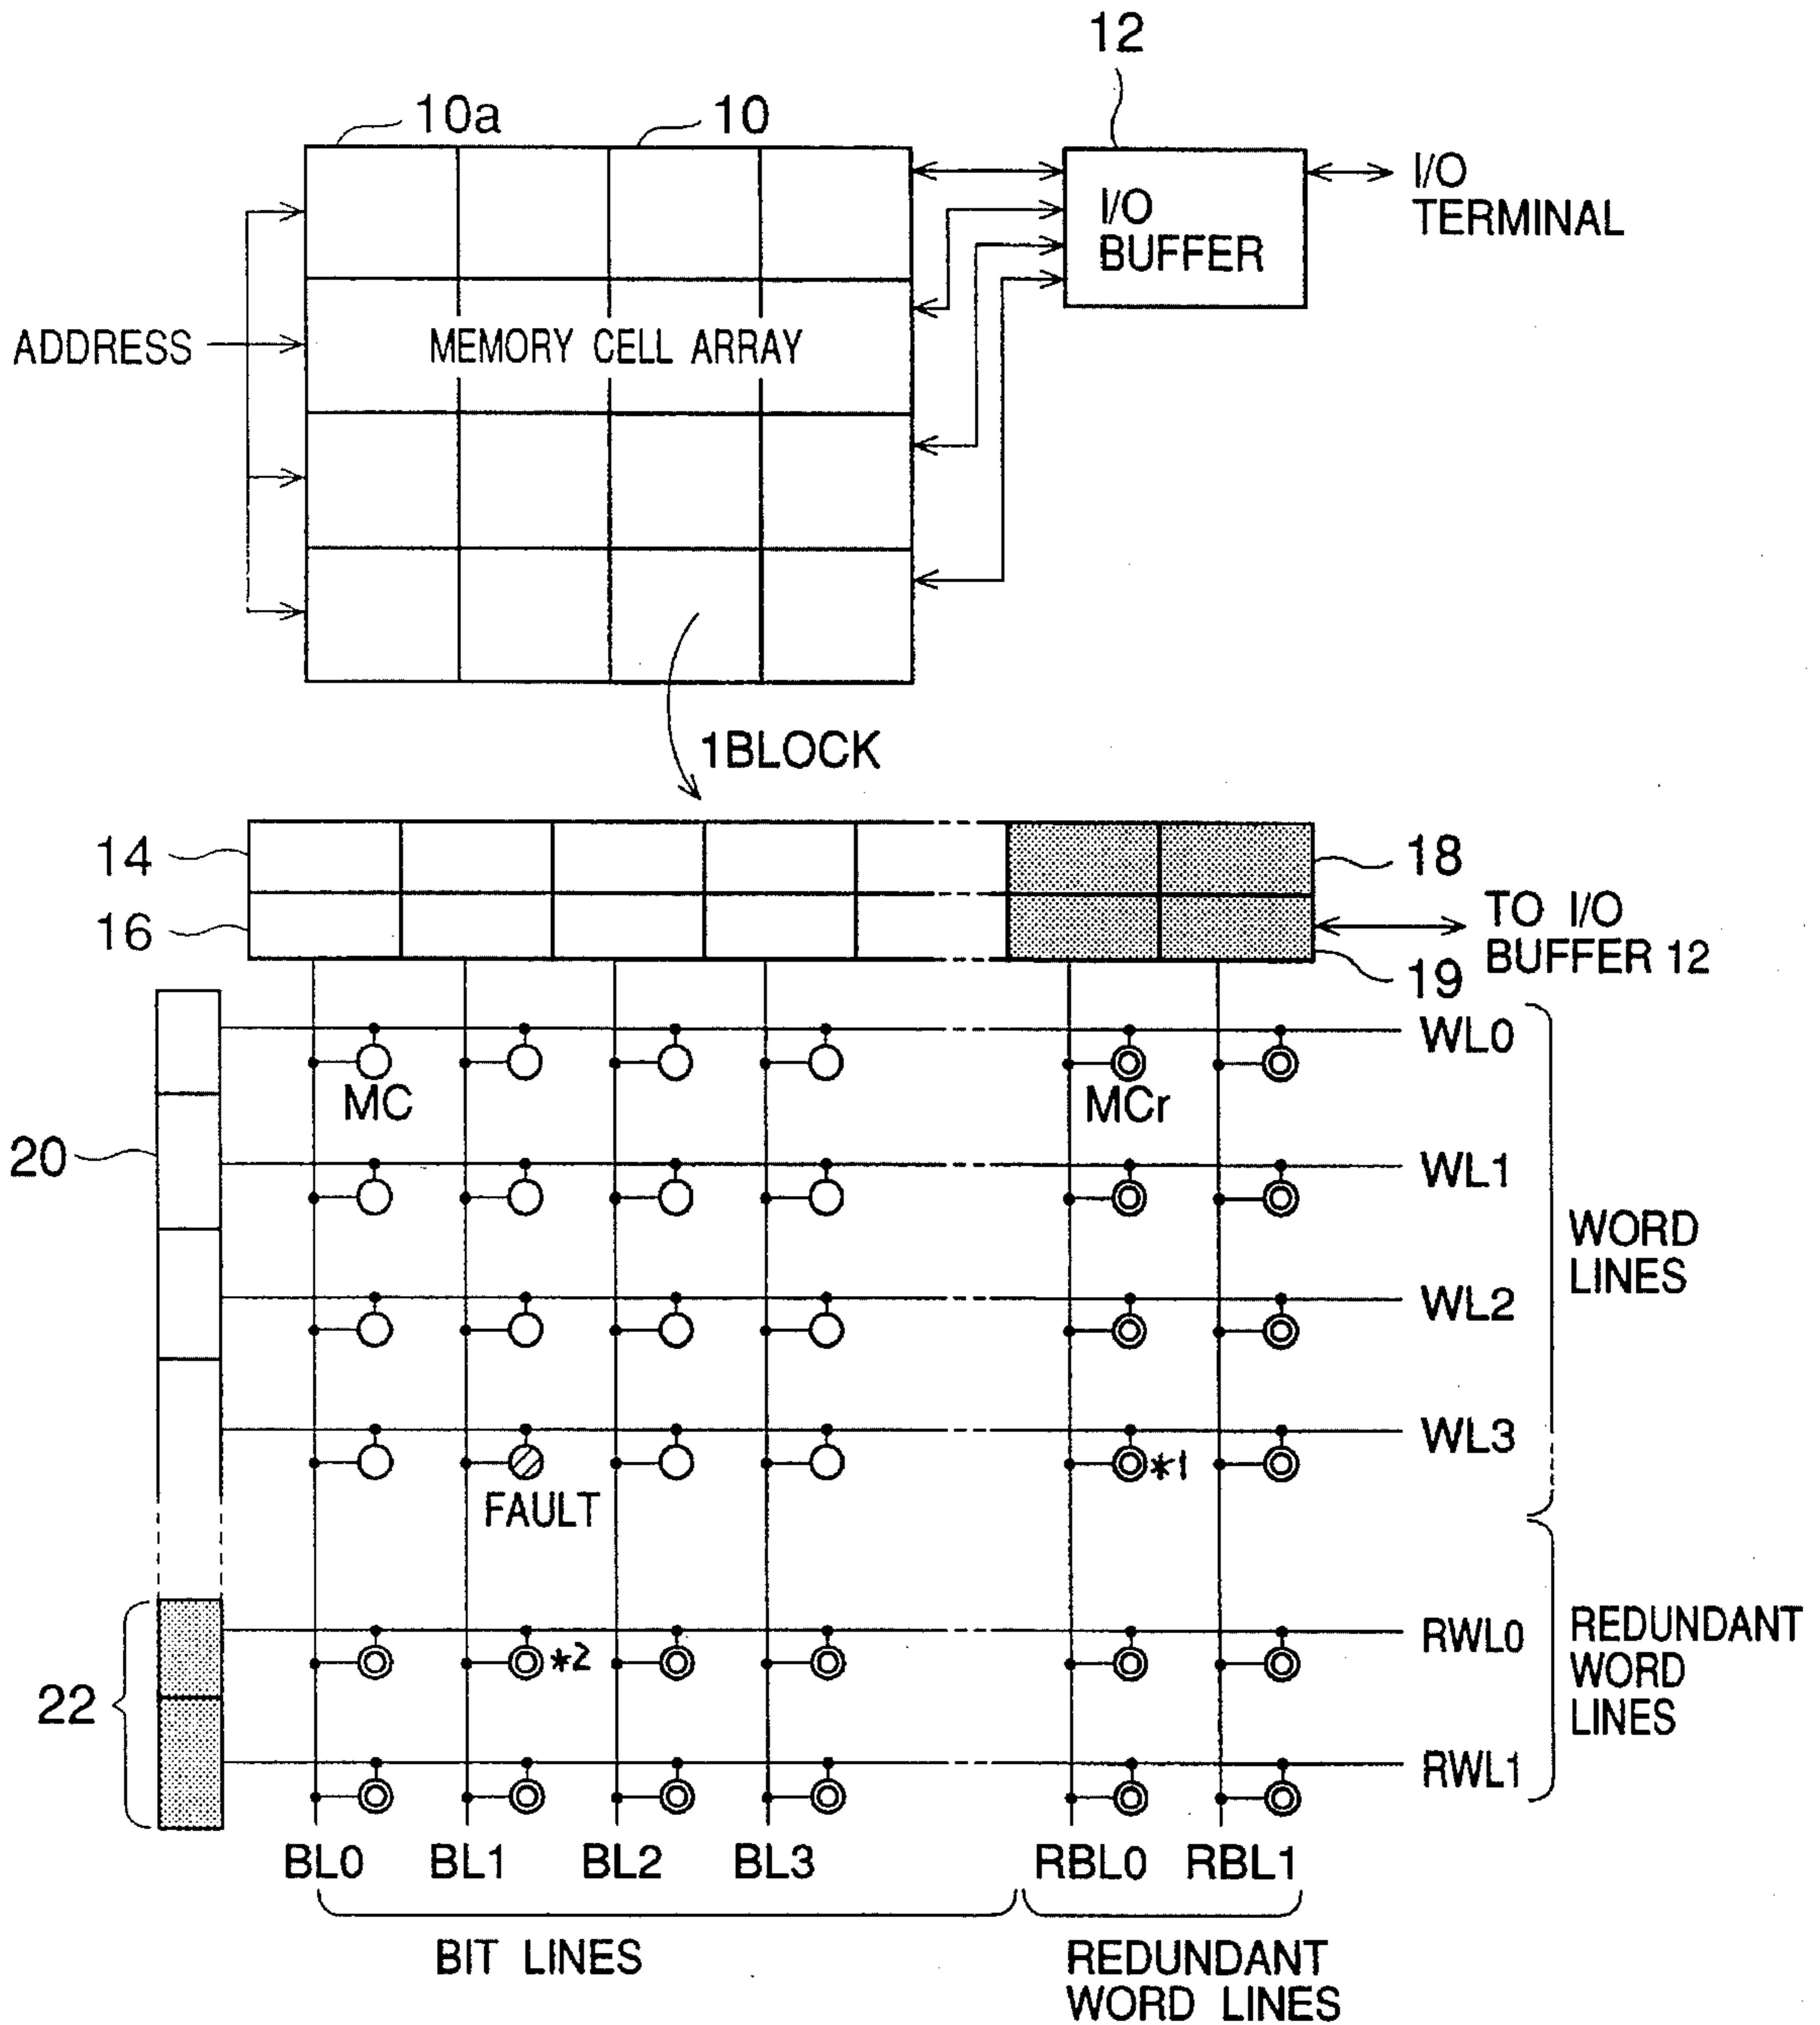 12
10a
10
I/O
TERMINAL
I/O
BUFFER
ADDRESS
MEMORY CELL ARRAY
1BLOCK
14
18
16
TO I/O
BUFFER 12
19
WL0
MC
MCr
20
WL1
WORD
LINES
WL2
WL3
*1
FAULT
RWL0
REDUNDANT
WORD
LINES
*2
22
RWL1
BL0 BL1 BL2 BL3 RBL0 RBL1
BIT LINES
REDUNDANT
WORD LINES